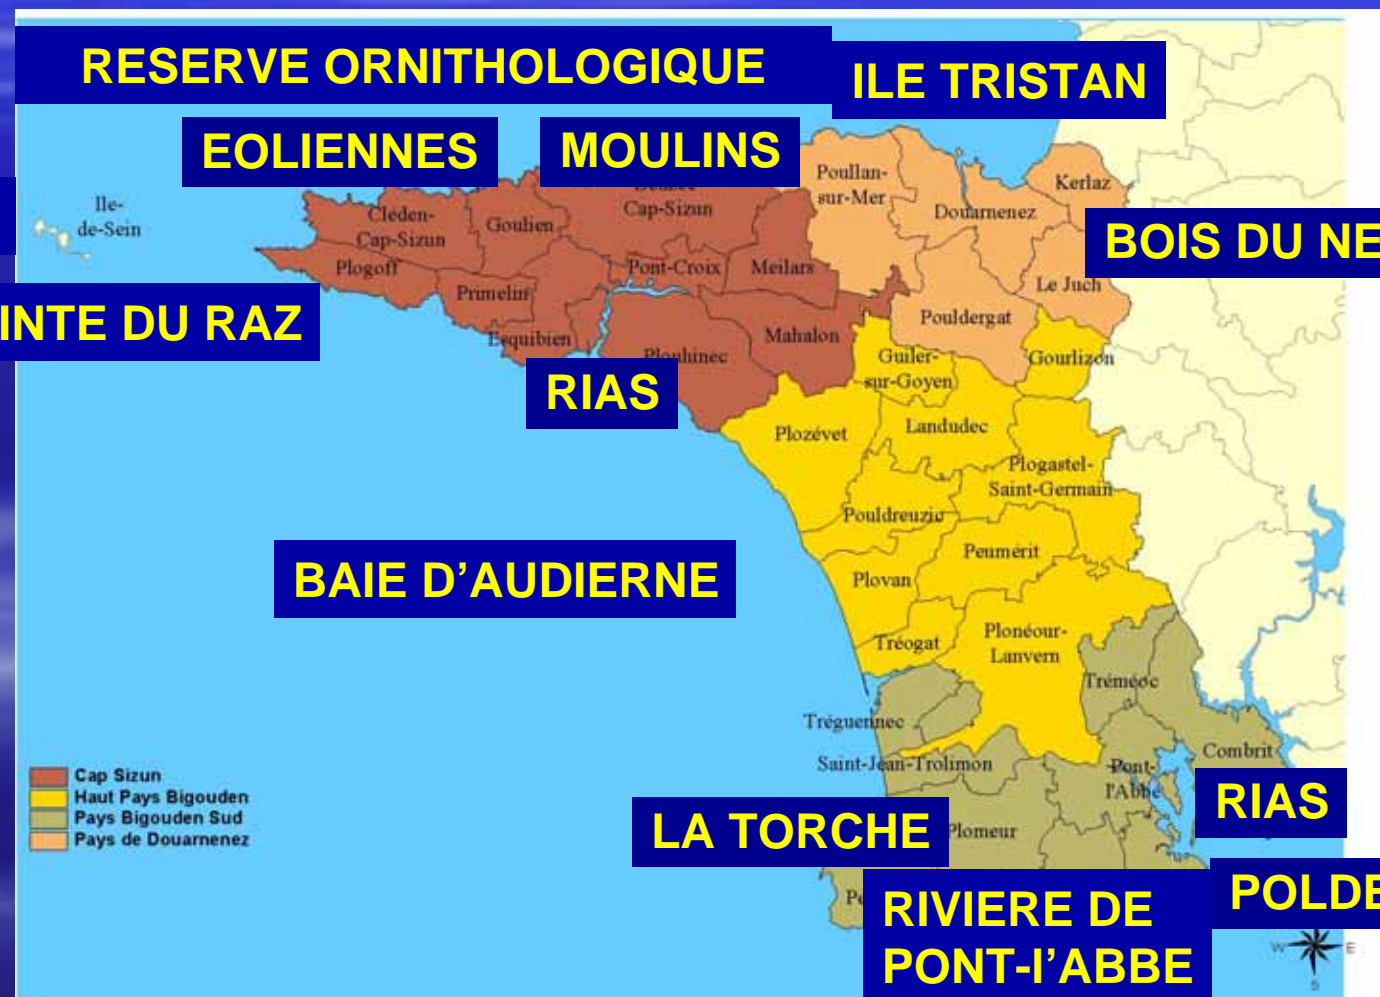 RESERVE ORNITHOLOGIQUE
ILE TRISTAN
EOLIENNES
MOULINS
Poullan-
sur-Mer
Kerlaz
Ile-
de-Sein
Cléden-
Cap-Sizun
Goulien
Cap-Sizun
Douarnenez
BOIS DU NE
Plogoff
Primelin
Pont-Croix
Meilars
Le Juch
INTE DU RAZ
Esquibien
Plouhinec
Mahalon
Pouldergat
Guiler-
sur-Goyen
Gourlizon
RIAS
Plozévet
Landudec
Plogastel-
Saint-Germain
Pouldreuzic
Peumérit
BAIE D'AUDIERNE
Plovan
Tréogat
Plonéour-
Lanvern
Tréméoc
Tréguennec
Saint-Jean-Trolimon
Combrit
Pont-
l'Abbé
Cap Sizun
Haut Pays Bigouden
Pays Bigouden Sud
Pays de Douarnenez
RIAS
LA TORCHE
Plomeur
POLDE
RIVIERE DE
PONT-l'ABBE
W E
S